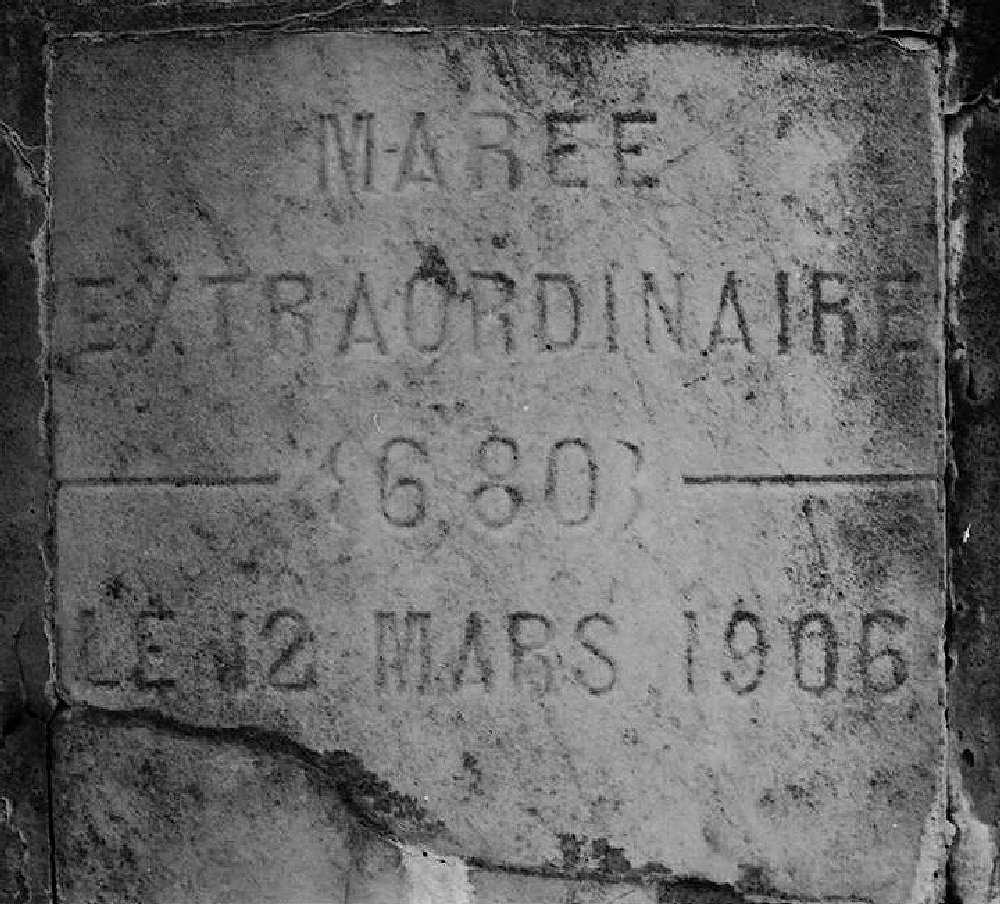 MAREE
EXTRAORDINAIRE
{6,80}
LE 12 MARS 1906